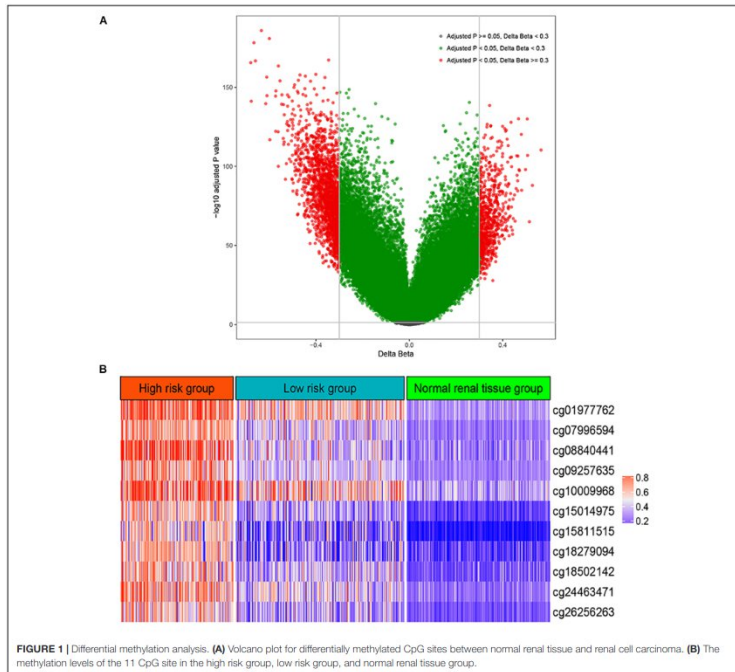 A
Adjusted P >= 0.05, Delta Beta < 0.3
Adjusted P < 0.05, Delta Beta < 0.3
Adjusted P < 0.05, Delta Beta >= 0.3
−log10 adjusted P value
150
100
50
0
−0.4
0.0
0.4
Delta Beta
B
High risk group
Low risk group
Normal renal tissue group
cg01977762
cg07996594
cg08840441
cg09257635
cg10009968
cg15014975
cg15811515
cg18279094
cg18502142
cg24463471
cg26256263
0.8
0.6
0.4
0.2
FIGURE 1 | Differential methylation analysis. (A) Volcano plot for differentially methylated CpG sites between normal renal tissue and renal cell carcinoma. (B) The
methylation levels of the 11 CpG site in the high risk group, low risk group, and normal renal tissue group.